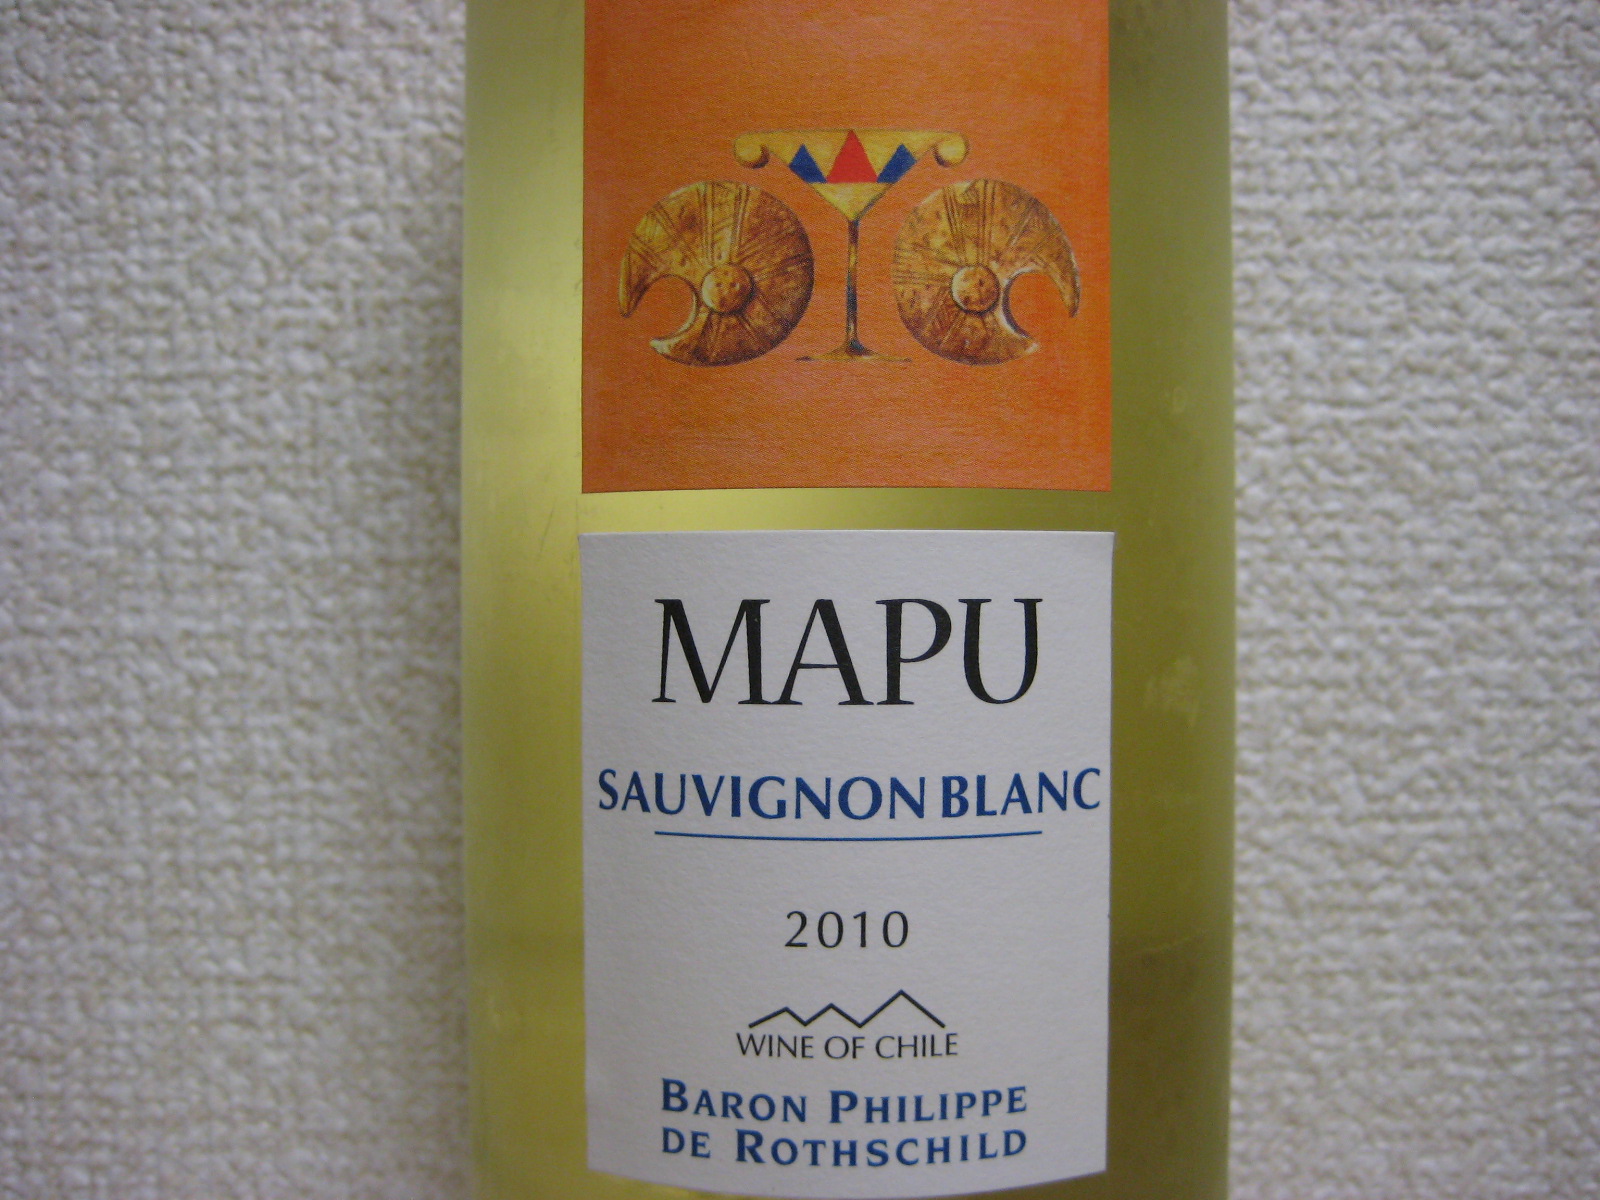 MAPU
SAUVIGNON BLANC
2010
WINE OF CHILE
BARON PHILIPPE
DE ROTHSCHILD